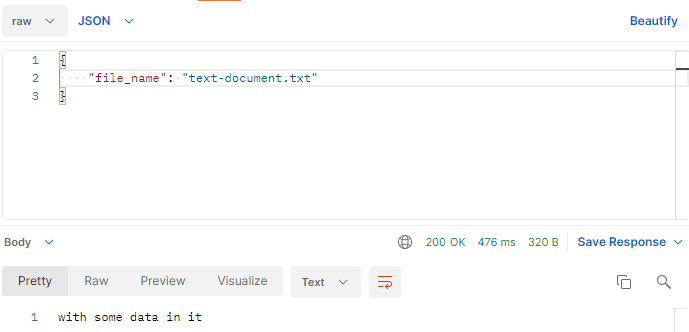 raw JSON Beautify
1 {
2 "file_name": "text-document.txt"
3 }
Body 200 OK 476 ms 320 B Save Response
Pretty Raw Preview Visualize Text
1 with some data in it